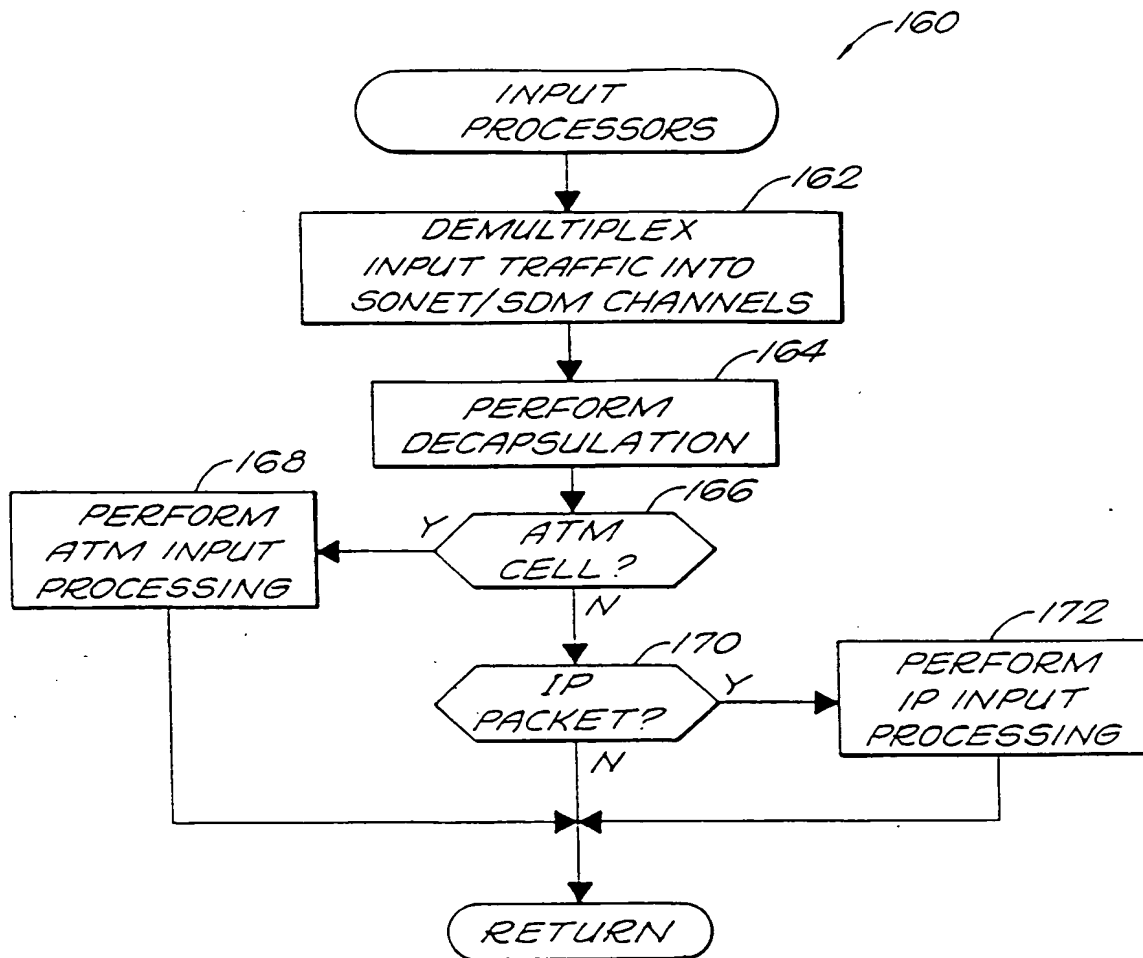 160
INPUT
PROCESSORS
162
DEMULTIPLEX
INPUT TRAFFIC INTO
SONET/SDM CHANNELS
164
PERFORM
DECAPSULATION
166
ATM
CELL?
Y
N
168
PERFORM
ATM INPUT
PROCESSING
170
IP
PACKET?
Y
N
172
PERFORM
IP INPUT
PROCESSING
RETURN